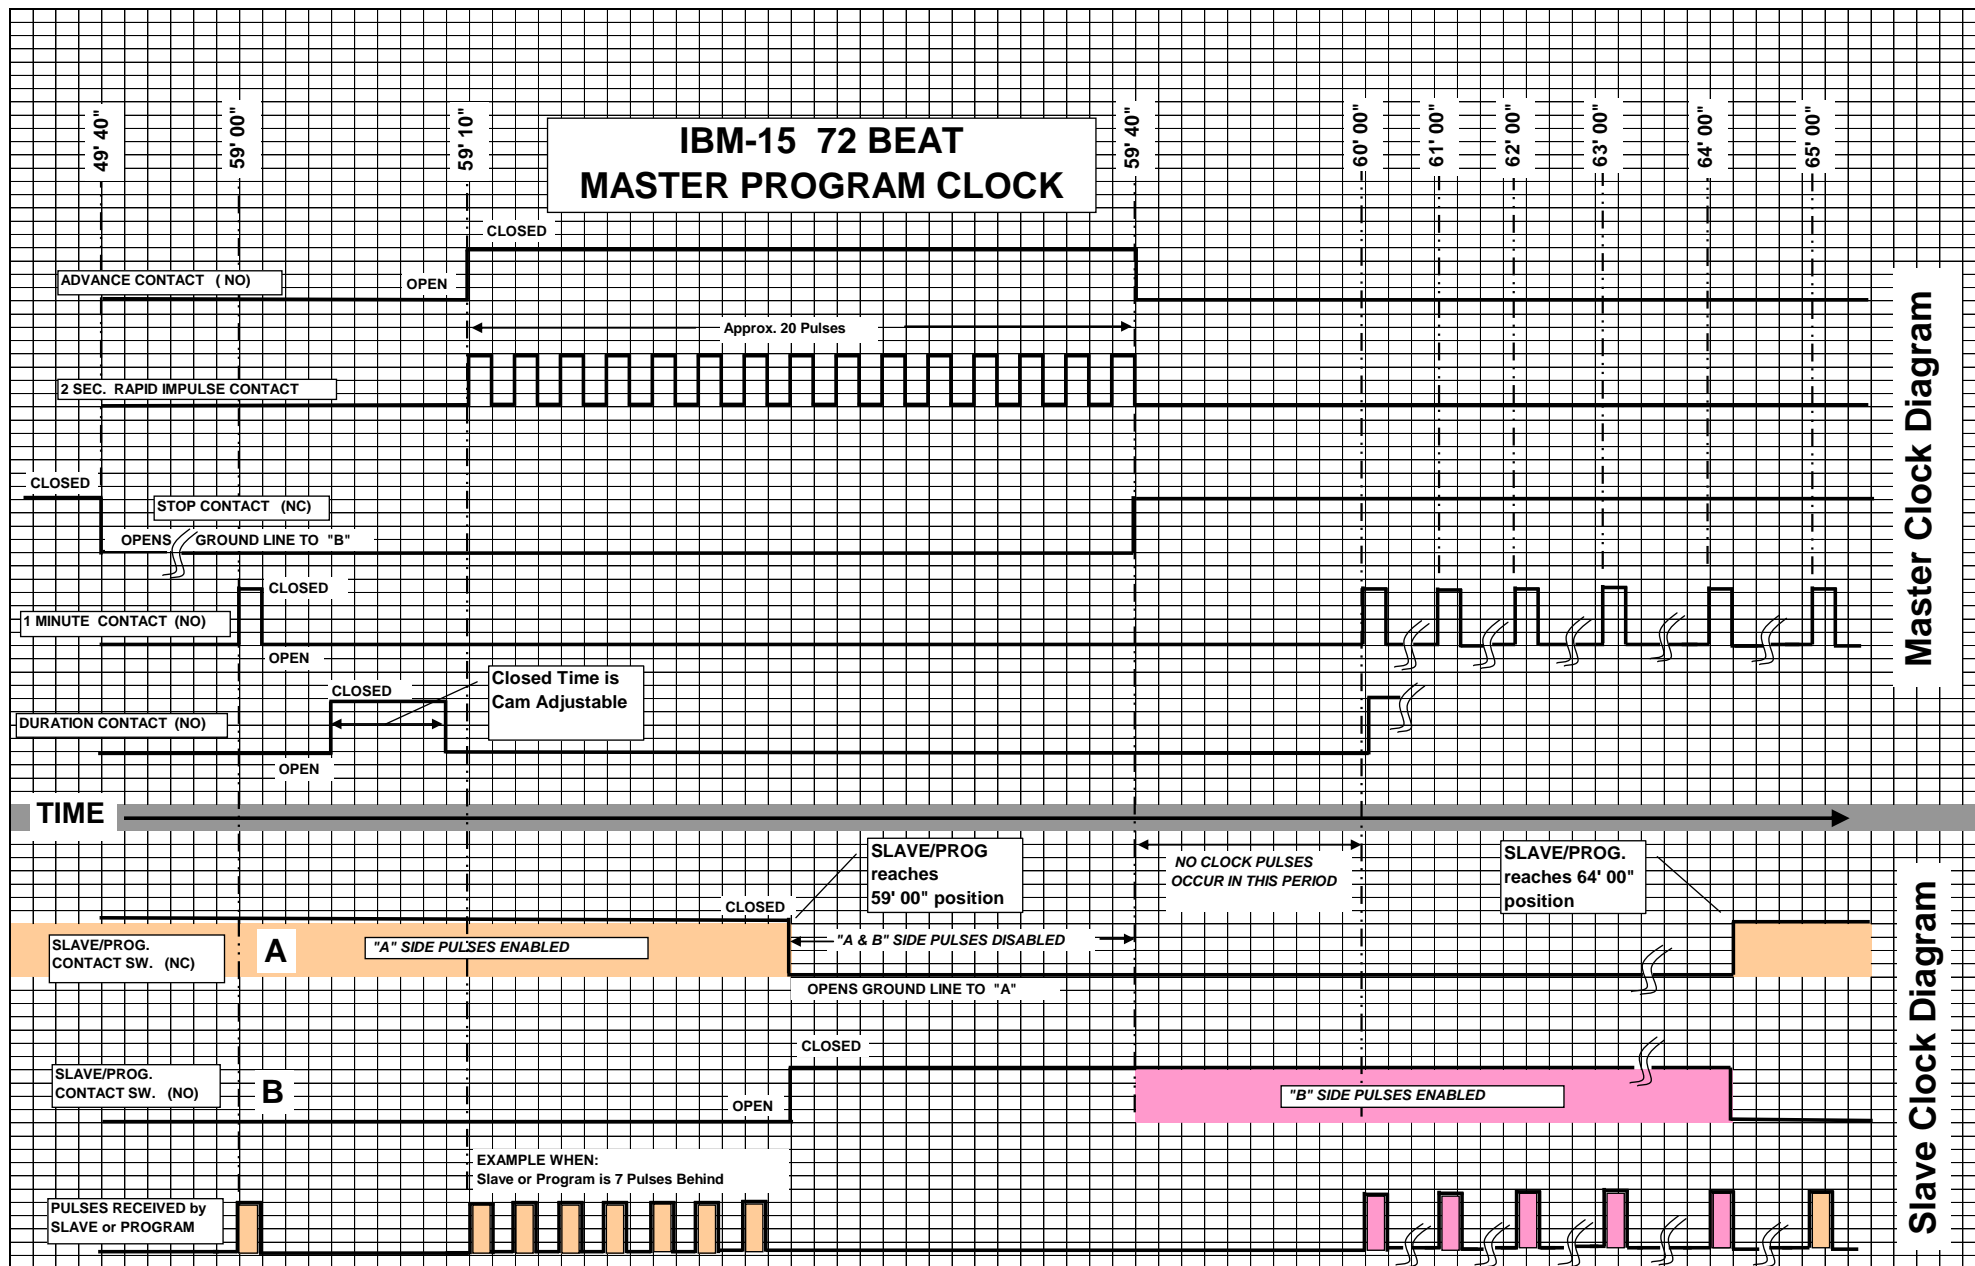 49' 40"
59' 00"
59' 10"
59' 40"
60' 00"
61' 00"
62' 00"
63' 00"
64' 00"
65' 00"
IBM-15 72 BEAT
MASTER PROGRAM CLOCK
CLOSED
ADVANCE CONTACT ( NO)
OPEN
Approx. 20 Pulses
2 SEC. RAPID IMPULSE CONTACT
CLOSED
STOP CONTACT (NC)
OPENS GROUND LINE TO "B"
CLOSED
1 MINUTE CONTACT (NO)
OPEN
Closed Time is
Cam Adjustable
CLOSED
DURATION CONTACT (NO)
OPEN
Master Clock Diagram
TIME
SLAVE/PROG
reaches
59' 00" position
NO CLOCK PULSES
OCCUR IN THIS PERIOD
SLAVE/PROG.
reaches 64' 00"
position
CLOSED
SLAVE/PROG.
CONTACT SW. (NC)
A
"A" SIDE PULSES ENABLED
"A & B" SIDE PULSES DISABLED
OPENS GROUND LINE TO "A"
CLOSED
SLAVE/PROG.
CONTACT SW. (NO)
B
OPEN
"B" SIDE PULSES ENABLED
EXAMPLE WHEN:
Slave or Program is 7 Pulses Behind
PULSES RECEIVED by
SLAVE or PROGRAM
Slave Clock Diagram